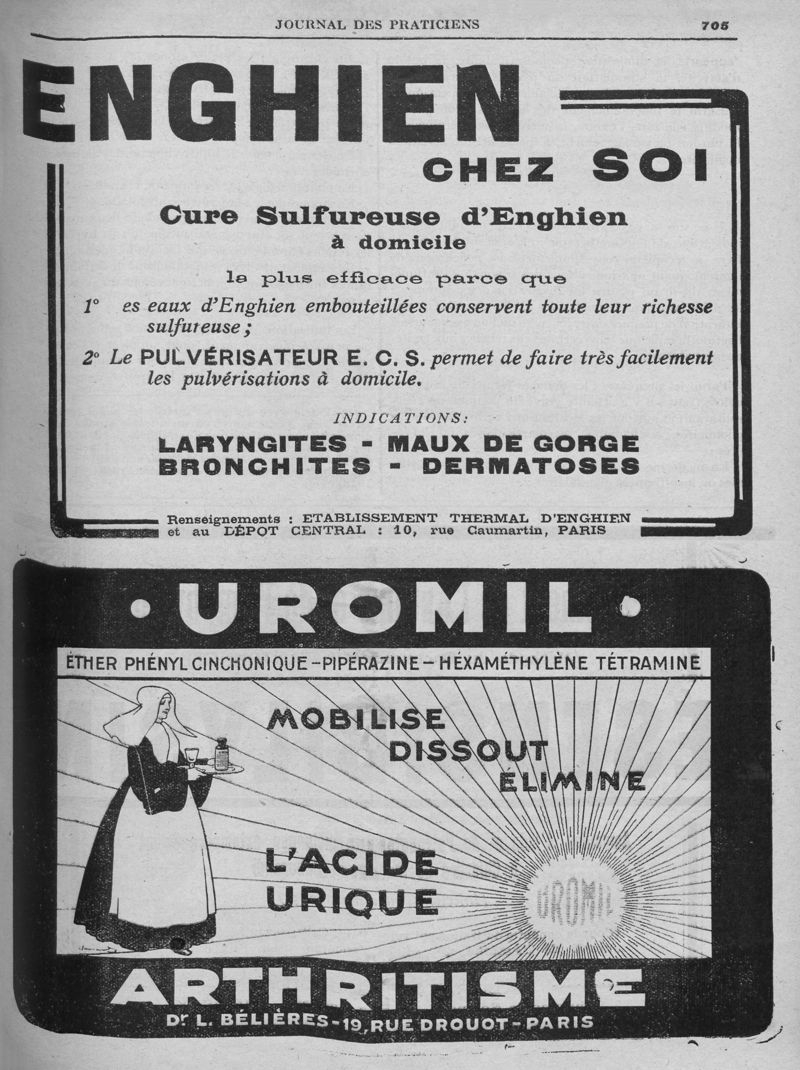 JOURNAL DES PRATICIENS 705
ENGHIEN
CHEZ SOI
Cure Sulfureuse d'Enghien
à domicile
la plus efficace parce que
1° es eaux d'Enghien embouteillées conservent toute leur richesse
sulfureuse;
2° Le PULVÉRISATEUR E. C. S. permet de faire très facilement
les pulvérisations à domicile.
INDICATIONS:
LARYNGITES - MAUX DE GORGE
BRONCHITES - DERMATOSES
Renseignements : ETABLISSEMENT THERMAL D'ENGHIEN
et au DÉPOT CENTRAL : 10, rue Caumartin, PARIS
• UROMIL •
ÉTHER PHÉNYL CINCHONIQUE - PIPÉRAZINE - HÉXAMÉTHYLÈNE TÉTRAMINE
MOBILISE
DISSOUT
ELIMINE
L'ACIDE
URIQUE
UROMIL
ARTHRITISME
Dr L. BÉLIÈRES - 19, RUE DROUOT - PARIS